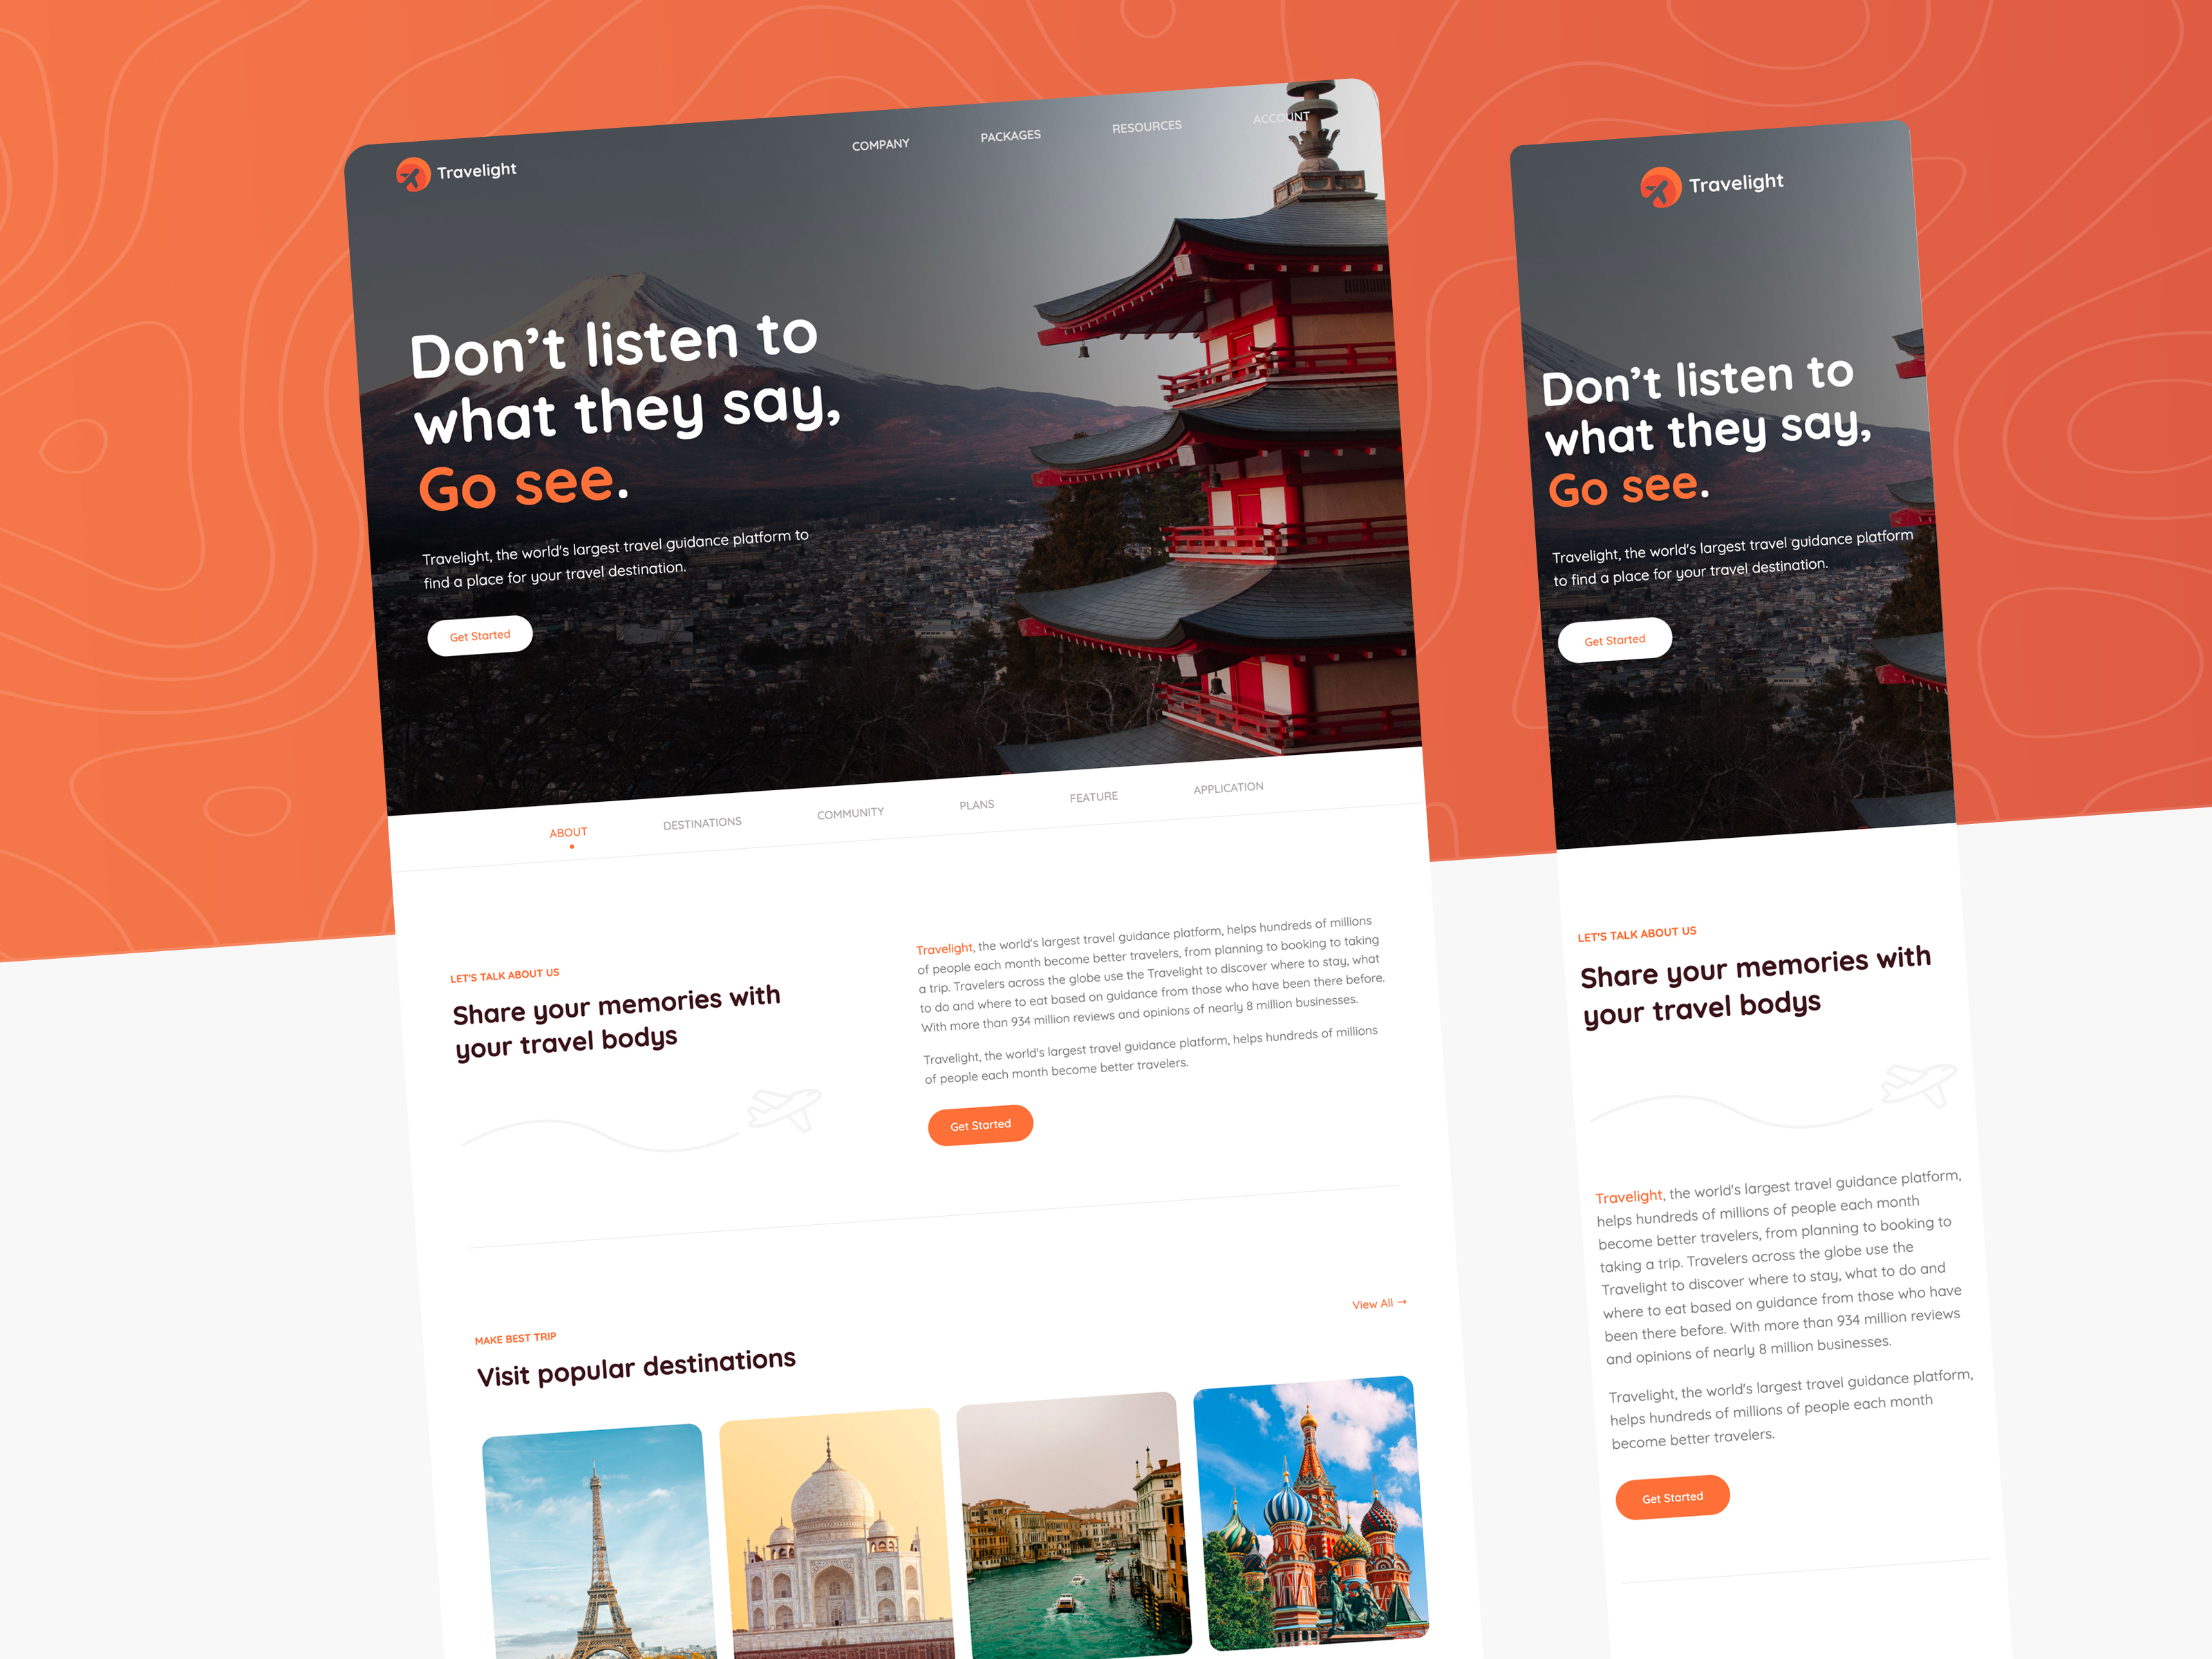 Travelight
COMPANY
PACKAGES
RESOURCES
ACCOUNT
Don't listen to
what they say,
Go see.
Travelight, the world's largest travel guidance platform to
find a place for your travel destination.
Get Started
ABOUT
DESTINATIONS
COMMUNITY
PLANS
FEATURE
APPLICATION
LET'S TALK ABOUT US
Share your memories with
your travel bodys
Travelight, the world's largest travel guidance platform, helps hundreds of millions
of people each month become better travelers, from planning to booking to taking
a trip. Travelers across the globe use the Travelight to discover where to stay, what
to do and where to eat based on guidance from those who have been there before.
With more than 934 million reviews and opinions of nearly 8 million businesses.
Travelight, the world's largest travel guidance platform, helps hundreds of millions
of people each month become better travelers.
Get Started
MAKE BEST TRIP
Visit popular destinations
View All →
Travelight
Don't listen to
what they say,
Go see.
Travelight, the world's largest travel guidance platform
to find a place for your travel destination.
Get Started
LET'S TALK ABOUT US
Share your memories with
your travel bodys
Travelight, the world's largest travel guidance platform,
helps hundreds of millions of people each month
become better travelers, from planning to booking to
taking a trip. Travelers across the globe use the
Travelight to discover where to stay, what to do and
where to eat based on guidance from those who have
been there before. With more than 934 million reviews
and opinions of nearly 8 million businesses.
Travelight, the world's largest travel guidance platform,
helps hundreds of millions of people each month
become better travelers.
Get Started